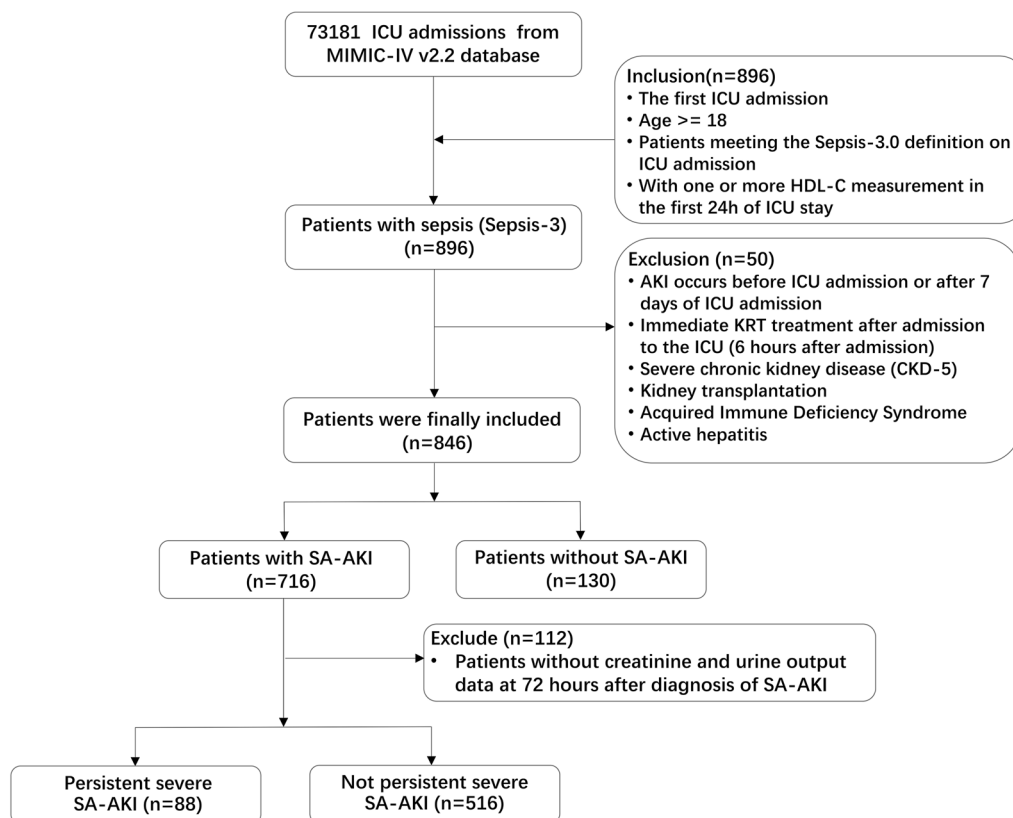 73181 ICU admissions from
MIMIC-IV v2.2 database
Inclusion(n=896)
• The first ICU admission
• Age >= 18
• Patients meeting the Sepsis-3.0 definition on
ICU admission
• With one or more HDL-C measurement in
the first 24h of ICU stay
Patients with sepsis (Sepsis-3)
(n=896)
Exclusion (n=50)
• AKI occurs before ICU admission or after 7
days of ICU admission
• Immediate KRT treatment after admission
to the ICU (6 hours after admission)
• Severe chronic kidney disease (CKD-5)
• Kidney transplantation
• Acquired Immune Deficiency Syndrome
• Active hepatitis
Patients were finally included
(n=846)
Patients with SA-AKI
(n=716)
Patients without SA-AKI
(n=130)
Exclude (n=112)
• Patients without creatinine and urine output
data at 72 hours after diagnosis of SA-AKI
Persistent severe
SA-AKI (n=88)
Not persistent severe
SA-AKI (n=516)